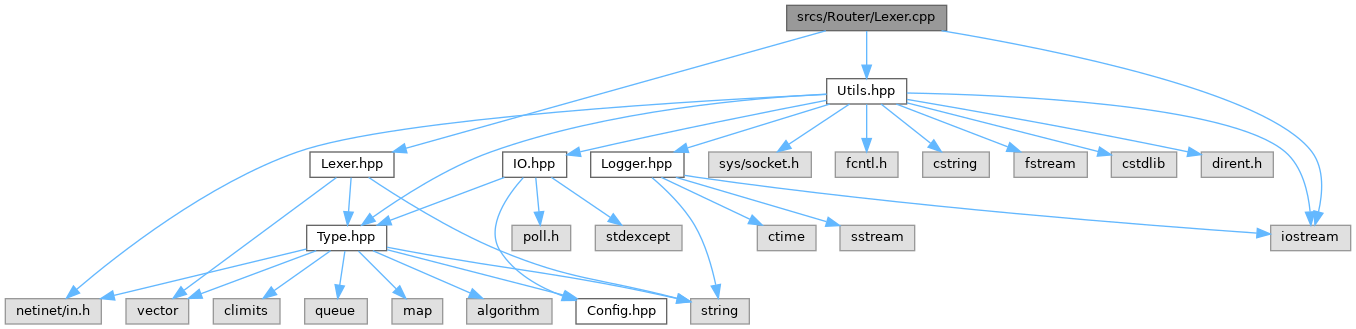 srcs/Router/Lexer.cpp
Utils.hpp
Lexer.hpp
IO.hpp
Logger.hpp
sys/socket.h
fcntl.h
cstring
fstream
cstdlib
dirent.h
Type.hpp
poll.h
stdexcept
ctime
sstream
iostream
netinet/in.h
vector
climits
queue
map
algorithm
Config.hpp
string